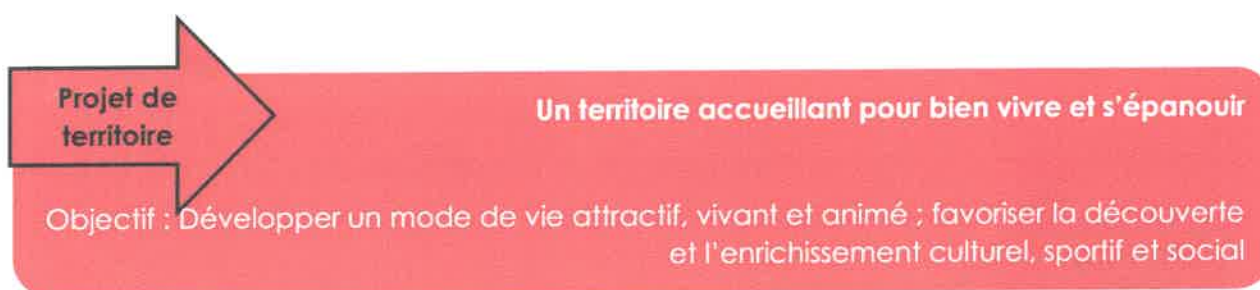 Projet de
territoire
Un territoire accueillant pour bien vivre et s'épanouir
Objectif : Développer un mode de vie attractif, vivant et animé ; favoriser la découverte
et l'enrichissement culturel, sportif et social